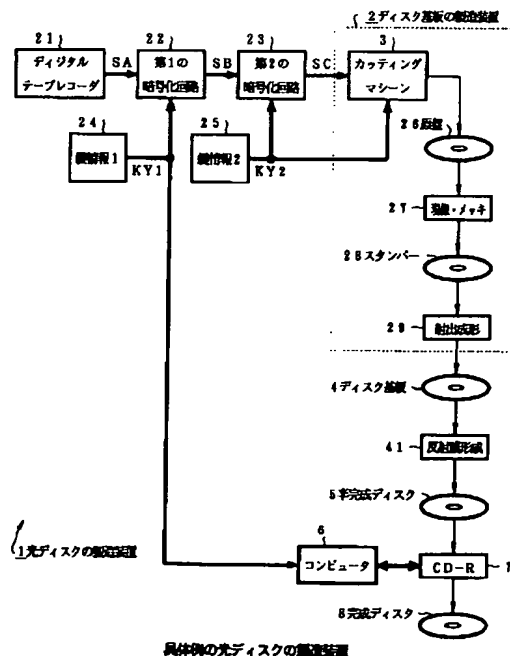 2ディスク基板の製造装置
21
22
23
3
ディジタル
テープレコーダ
SA
第1の
暗号化回路
SB
第2の
暗号化回路
SC
カッティング
マシーン
24
25
鍵情報1
KY1
鍵情報2
KY2
26原盤
27
現像・メッキ
28スタンパー
29
射出成形
4ディスク基板
41
反射膜形成
5半完成ディスク
1光ディスクの製造装置
6
コンピュータ
CD-R
7
8完成ディスク
具体例の光ディスクの製造装置